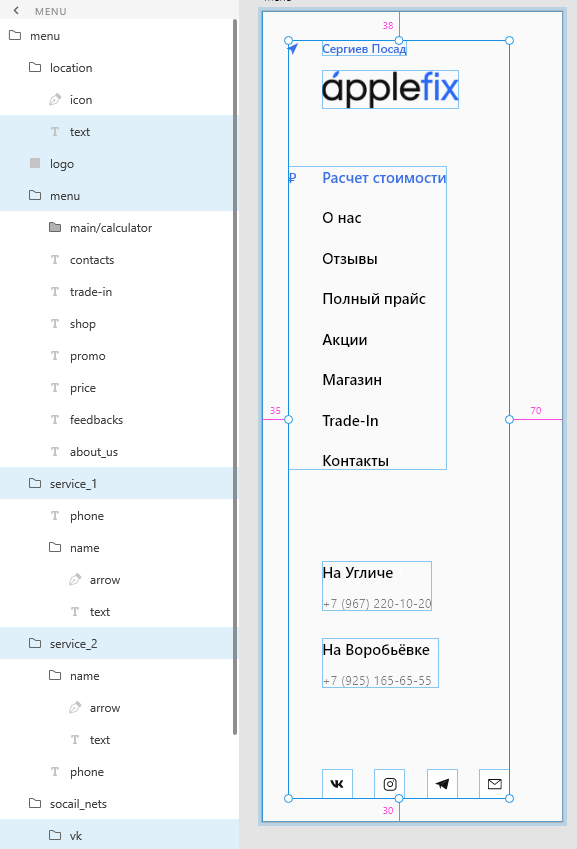 MENU
menu
location
icon
T text
logo
menu
main/calculator
T contacts
T trade-in
T shop
T promo
T price
T feedbacks
T about_us
service_1
T phone
name
arrow
T text
service_2
name
arrow
T text
T phone
socail_nets
vk
38
Сергиев Посад
ápplefix
₽ Расчет стоимости
О нас
Отзывы
Полный прайс
Акции
Магазин
35
70
Trade-In
Контакты
На Угличе
+7 (967) 220-10-20
На Воробьёвке
+7 (925) 165-65-55
30